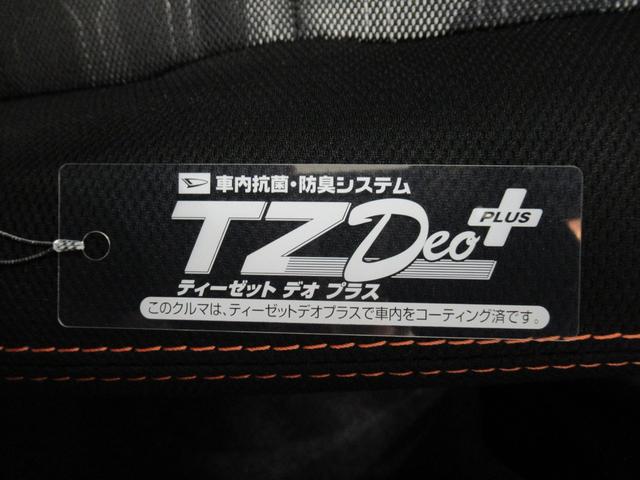 車内抗菌・防臭システム
TZDeo PLUS
ティーゼット デオ プラス
このクルマは、ティーゼットデオプラスで車内をコーティング済です。